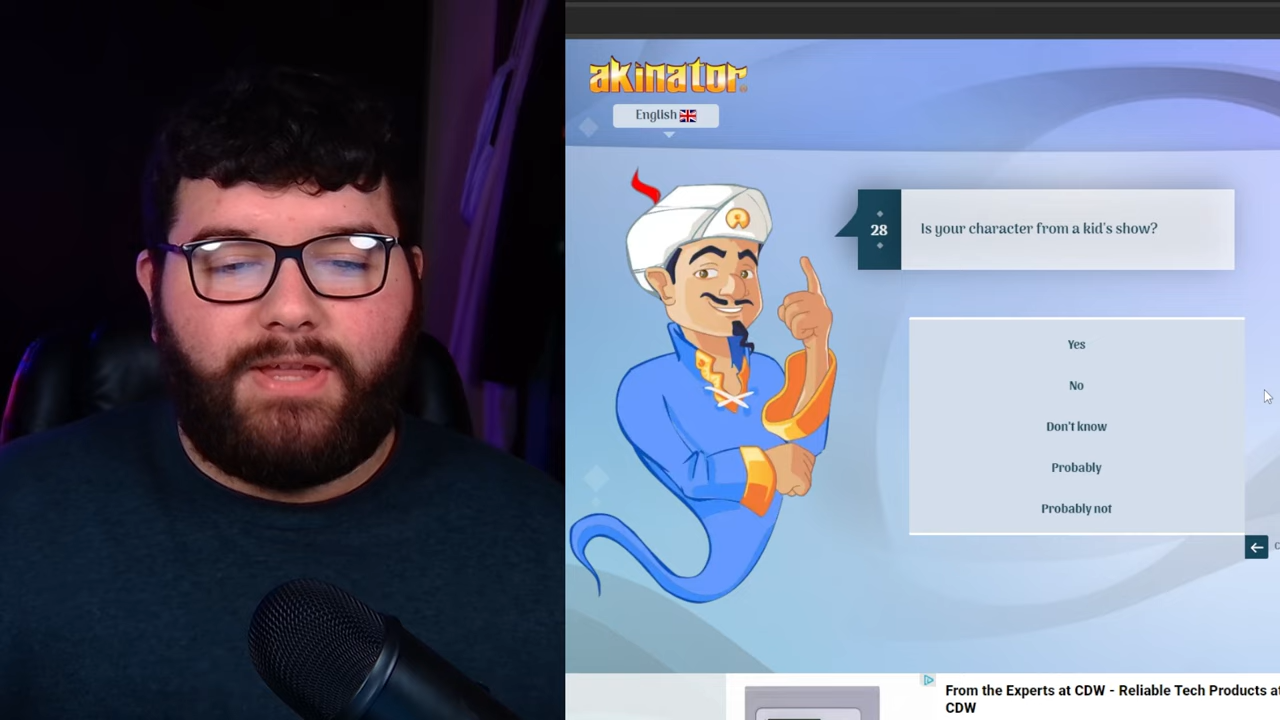 akinator
English
28
Is your character from a kid's show?
Yes
No
Don't know
Probably
Probably not
From the Experts at CDW - Reliable Tech Products at
CDW